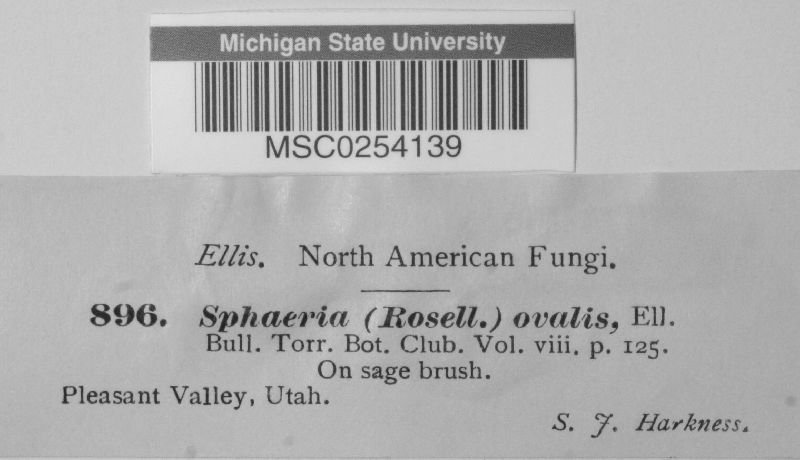 Michigan State University
MSC0254139
Ellis. North American Fungi.
896. Sphaeria (Rosell.) ovalis, Ell.
Bull. Torr. Bot. Club. Vol. viii. p. 125.
On sage brush.
Pleasant Valley, Utah.
S. J. Harkness.